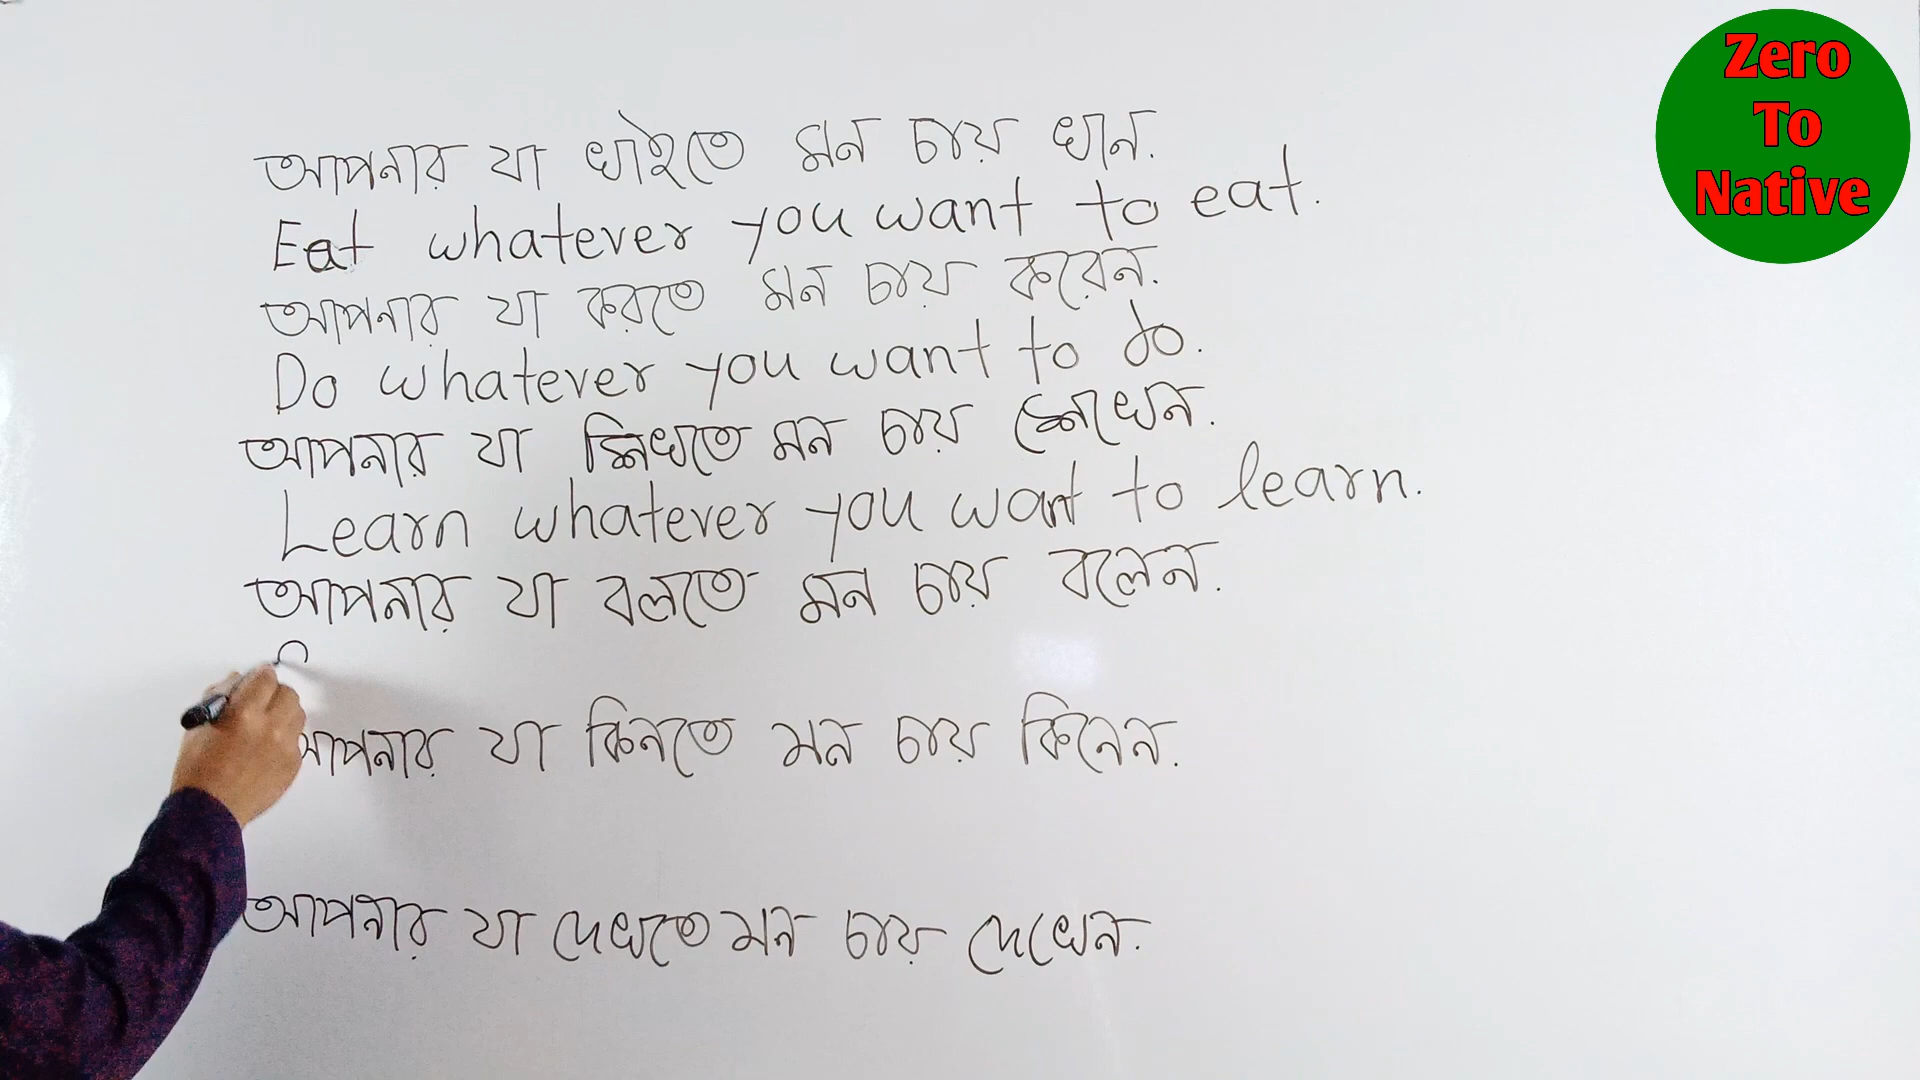 Zero
To
Native
আপনার যা খাইতে মন চায় খান.
Eat whatever you want to eat.
আপনার যা করতে মন চায় করেন.
Do whatever you want to do.
আপনার যা শিখতে মন চায় শেখেন.
Learn whatever you want to learn.
আপনার যা বলতে মন চায় বলেন.
আপনার যা কিনতে মন চায় কিনেন.
আপনার যা দেখতে মন চায় দেখেন.